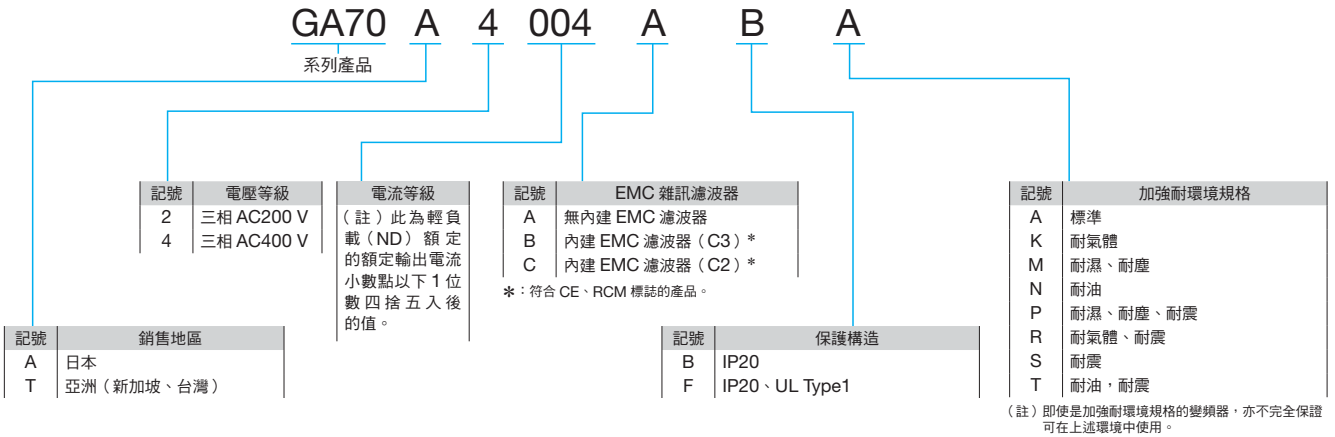 GA70 A 4 004 A B A
系列產品
記號 電壓等級
2 三相 AC200 V
4 三相 AC400 V
電流等級
（註）此為輕負
載（ND）額定
的額定輸出電流
小數點以下 1 位
數四捨五入後
的值。
記號 EMC 雜訊濾波器
A 無內建 EMC 濾波器
B 內建 EMC 濾波器（C3）*
C 內建 EMC 濾波器（C2）*
*：符合 CE、RCM 標誌的產品。
記號 加強耐環境規格
A 標準
K 耐氣體
M 耐濕、耐塵
N 耐油
P 耐濕、耐塵、耐震
R 耐氣體、耐震
S 耐震
T 耐油，耐震
（註）即使是加強耐環境規格的變頻器，亦不完全保證
可在上述環境中使用。
記號 銷售地區
A 日本
T 亞洲（新加坡、台灣）
記號 保護構造
B IP20
F IP20、UL Type1